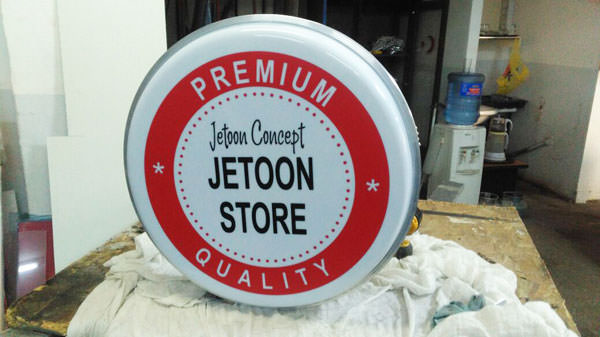 PREMIUM
Jetoon Concept
JETOON
STORE
QUALITY